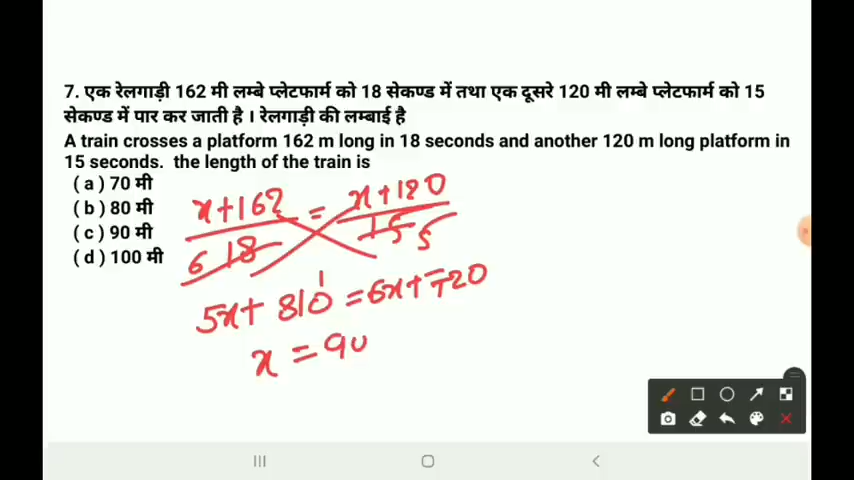 7. एक रेलगाड़ी 162 मी लम्बे प्लेटफार्म को 18 सेकण्ड में तथा एक दूसरे 120 मी लम्बे प्लेटफार्म को 15
सेकण्ड में पार कर जाती है । रेलगाड़ी की लम्बाई है
A train crosses a platform 162 m long in 18 seconds and another 120 m long platform in
15 seconds.  the length of the train is
( a ) 70 मी
( b ) 80 मी
( c ) 90 मी
( d ) 100 मी
x+162 = x+120
6 18 15 5
5x+ 810 = 6x+720
x = 90